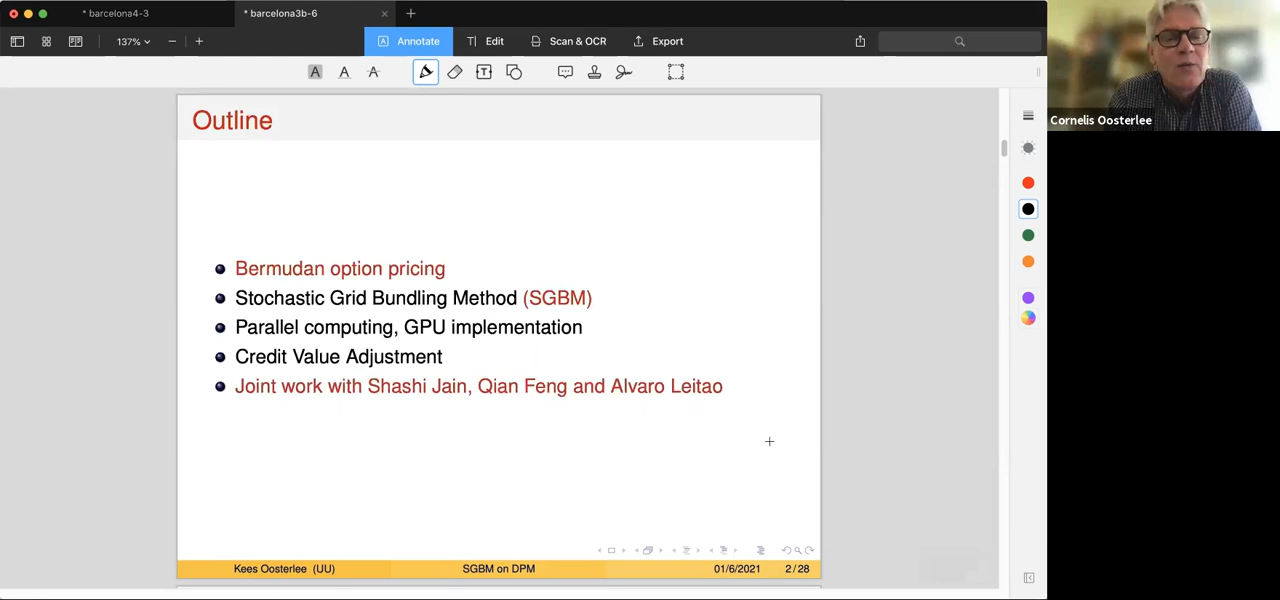 * barcelona4-3
* barcelona3b-6
137%
Annotate
Edit
Scan & OCR
Export
Cornelis Oosterlee
Outline
Bermudan option pricing
Stochastic Grid Bundling Method (SGBM)
Parallel computing, GPU implementation
Credit Value Adjustment
Joint work with Shashi Jain, Qian Feng and Alvaro Leitao
Kees Oosterlee (UU)
SGBM on DPM
01/6/2021
2 / 28